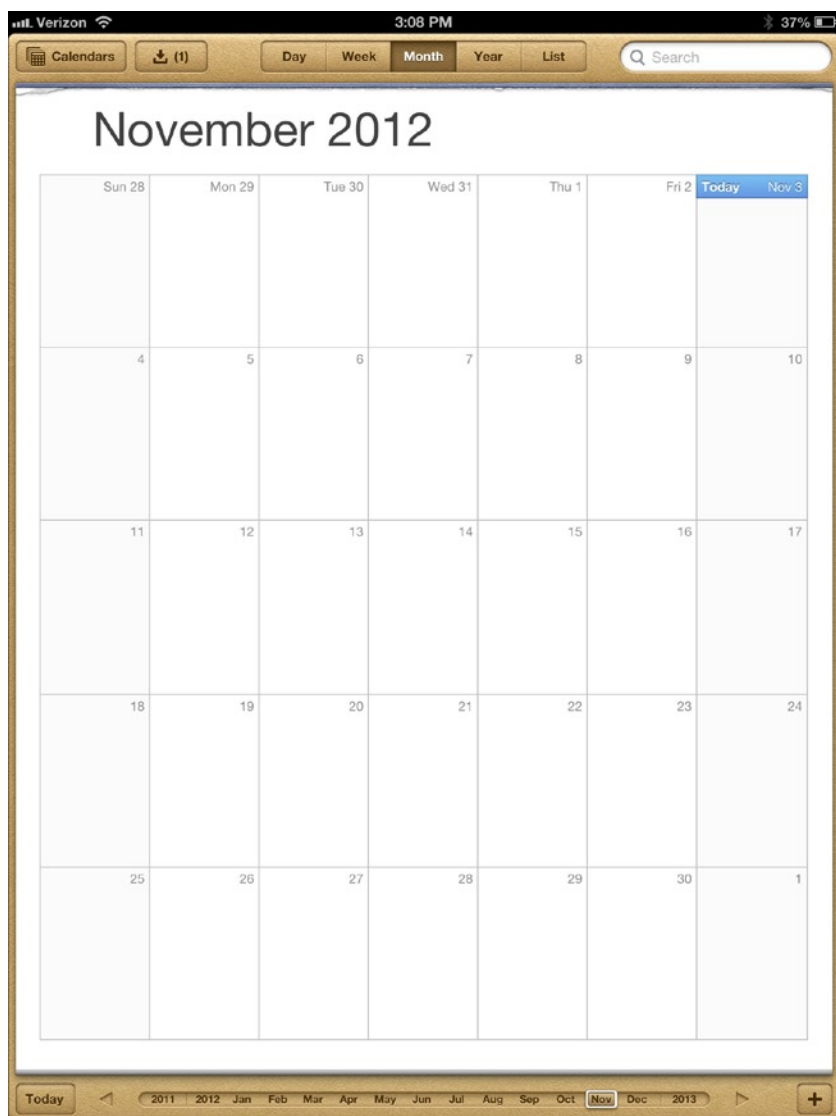 Verizon 3:08 PM 37%
Calendars (1) Day Week Month Year List Search
November 2012
Sun 28 Mon 29 Tue 30 Wed 31 Thu 1 Fri 2 Today Nov 3
4 5 6 7 8 9 10
11 12 13 14 15 16 17
18 19 20 21 22 23 24
25 26 27 28 29 30 1
Today 2011 2012 Jan Feb Mar Apr May Jun Jul Aug Sep Oct Nov Dec 2013 +